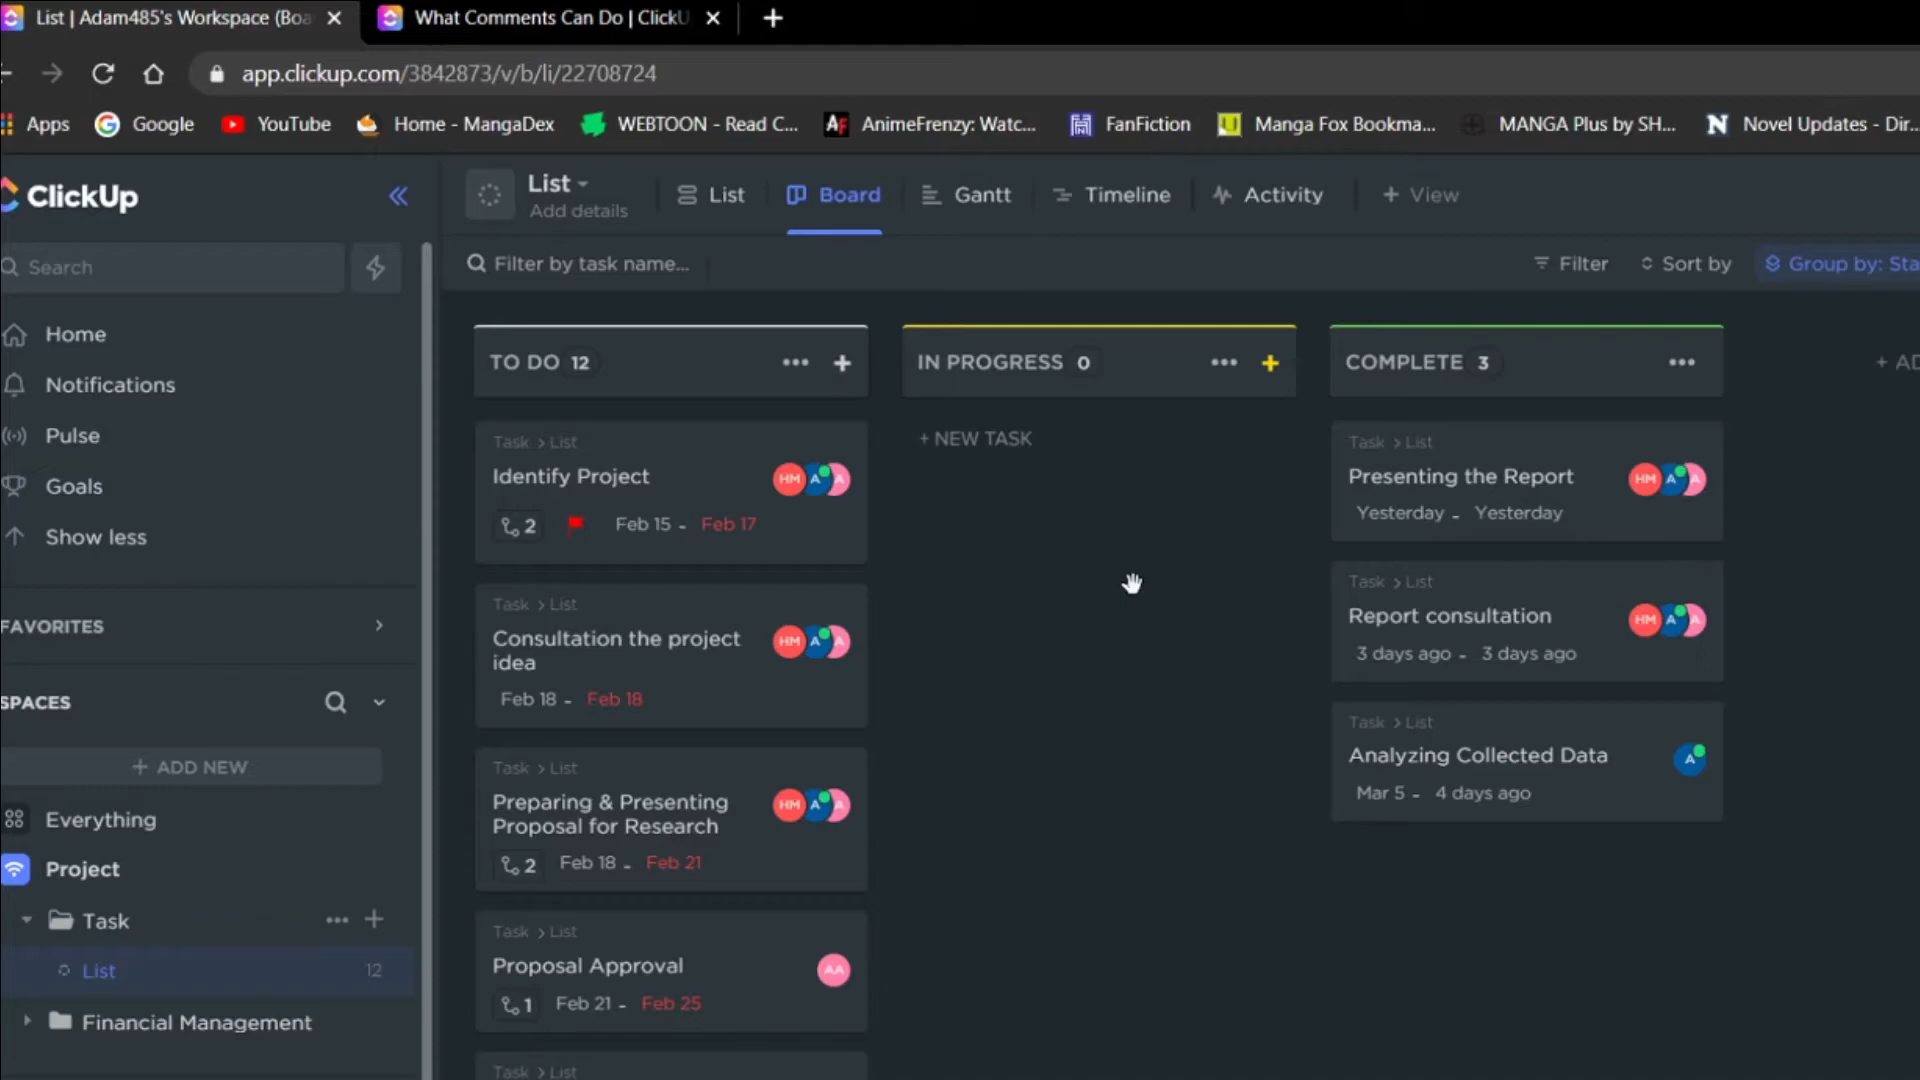 List | Adam485's Workspace (Boa
What Comments Can Do | ClickU
app.clickup.com/3842873/v/b/li/22708724
Apps
Google
YouTube
Home - MangaDex
WEBTOON - Read C...
AnimeFrenzy: Watc...
FanFiction
Manga Fox Bookma...
MANGA Plus by SH...
Novel Updates - Dir...
ClickUp
List
Add details
List
Board
Gantt
Timeline
Activity
+ View
Search
Filter by task name...
Filter
Sort by
Group by: Sta
Home
Notifications
Pulse
Goals
Show less
FAVORITES
SPACES
+ ADD NEW
Everything
Project
Task
List
12
Financial Management
TO DO 12
Task > List
Identify Project
HM A A
2
Feb 15 - Feb 17
Task > List
Consultation the project
idea
HM A A
Feb 18 - Feb 18
Task > List
Preparing & Presenting
Proposal for Research
HM A A
2
Feb 18 - Feb 21
Task > List
Proposal Approval
AA
1
Feb 21 - Feb 25
Task > List
IN PROGRESS 0
+ NEW TASK
COMPLETE 3
Task > List
Presenting the Report
HM A A
Yesterday - Yesterday
Task > List
Report consultation
HM A A
3 days ago - 3 days ago
Task > List
Analyzing Collected Data
A
Mar 5 - 4 days ago
+ AD